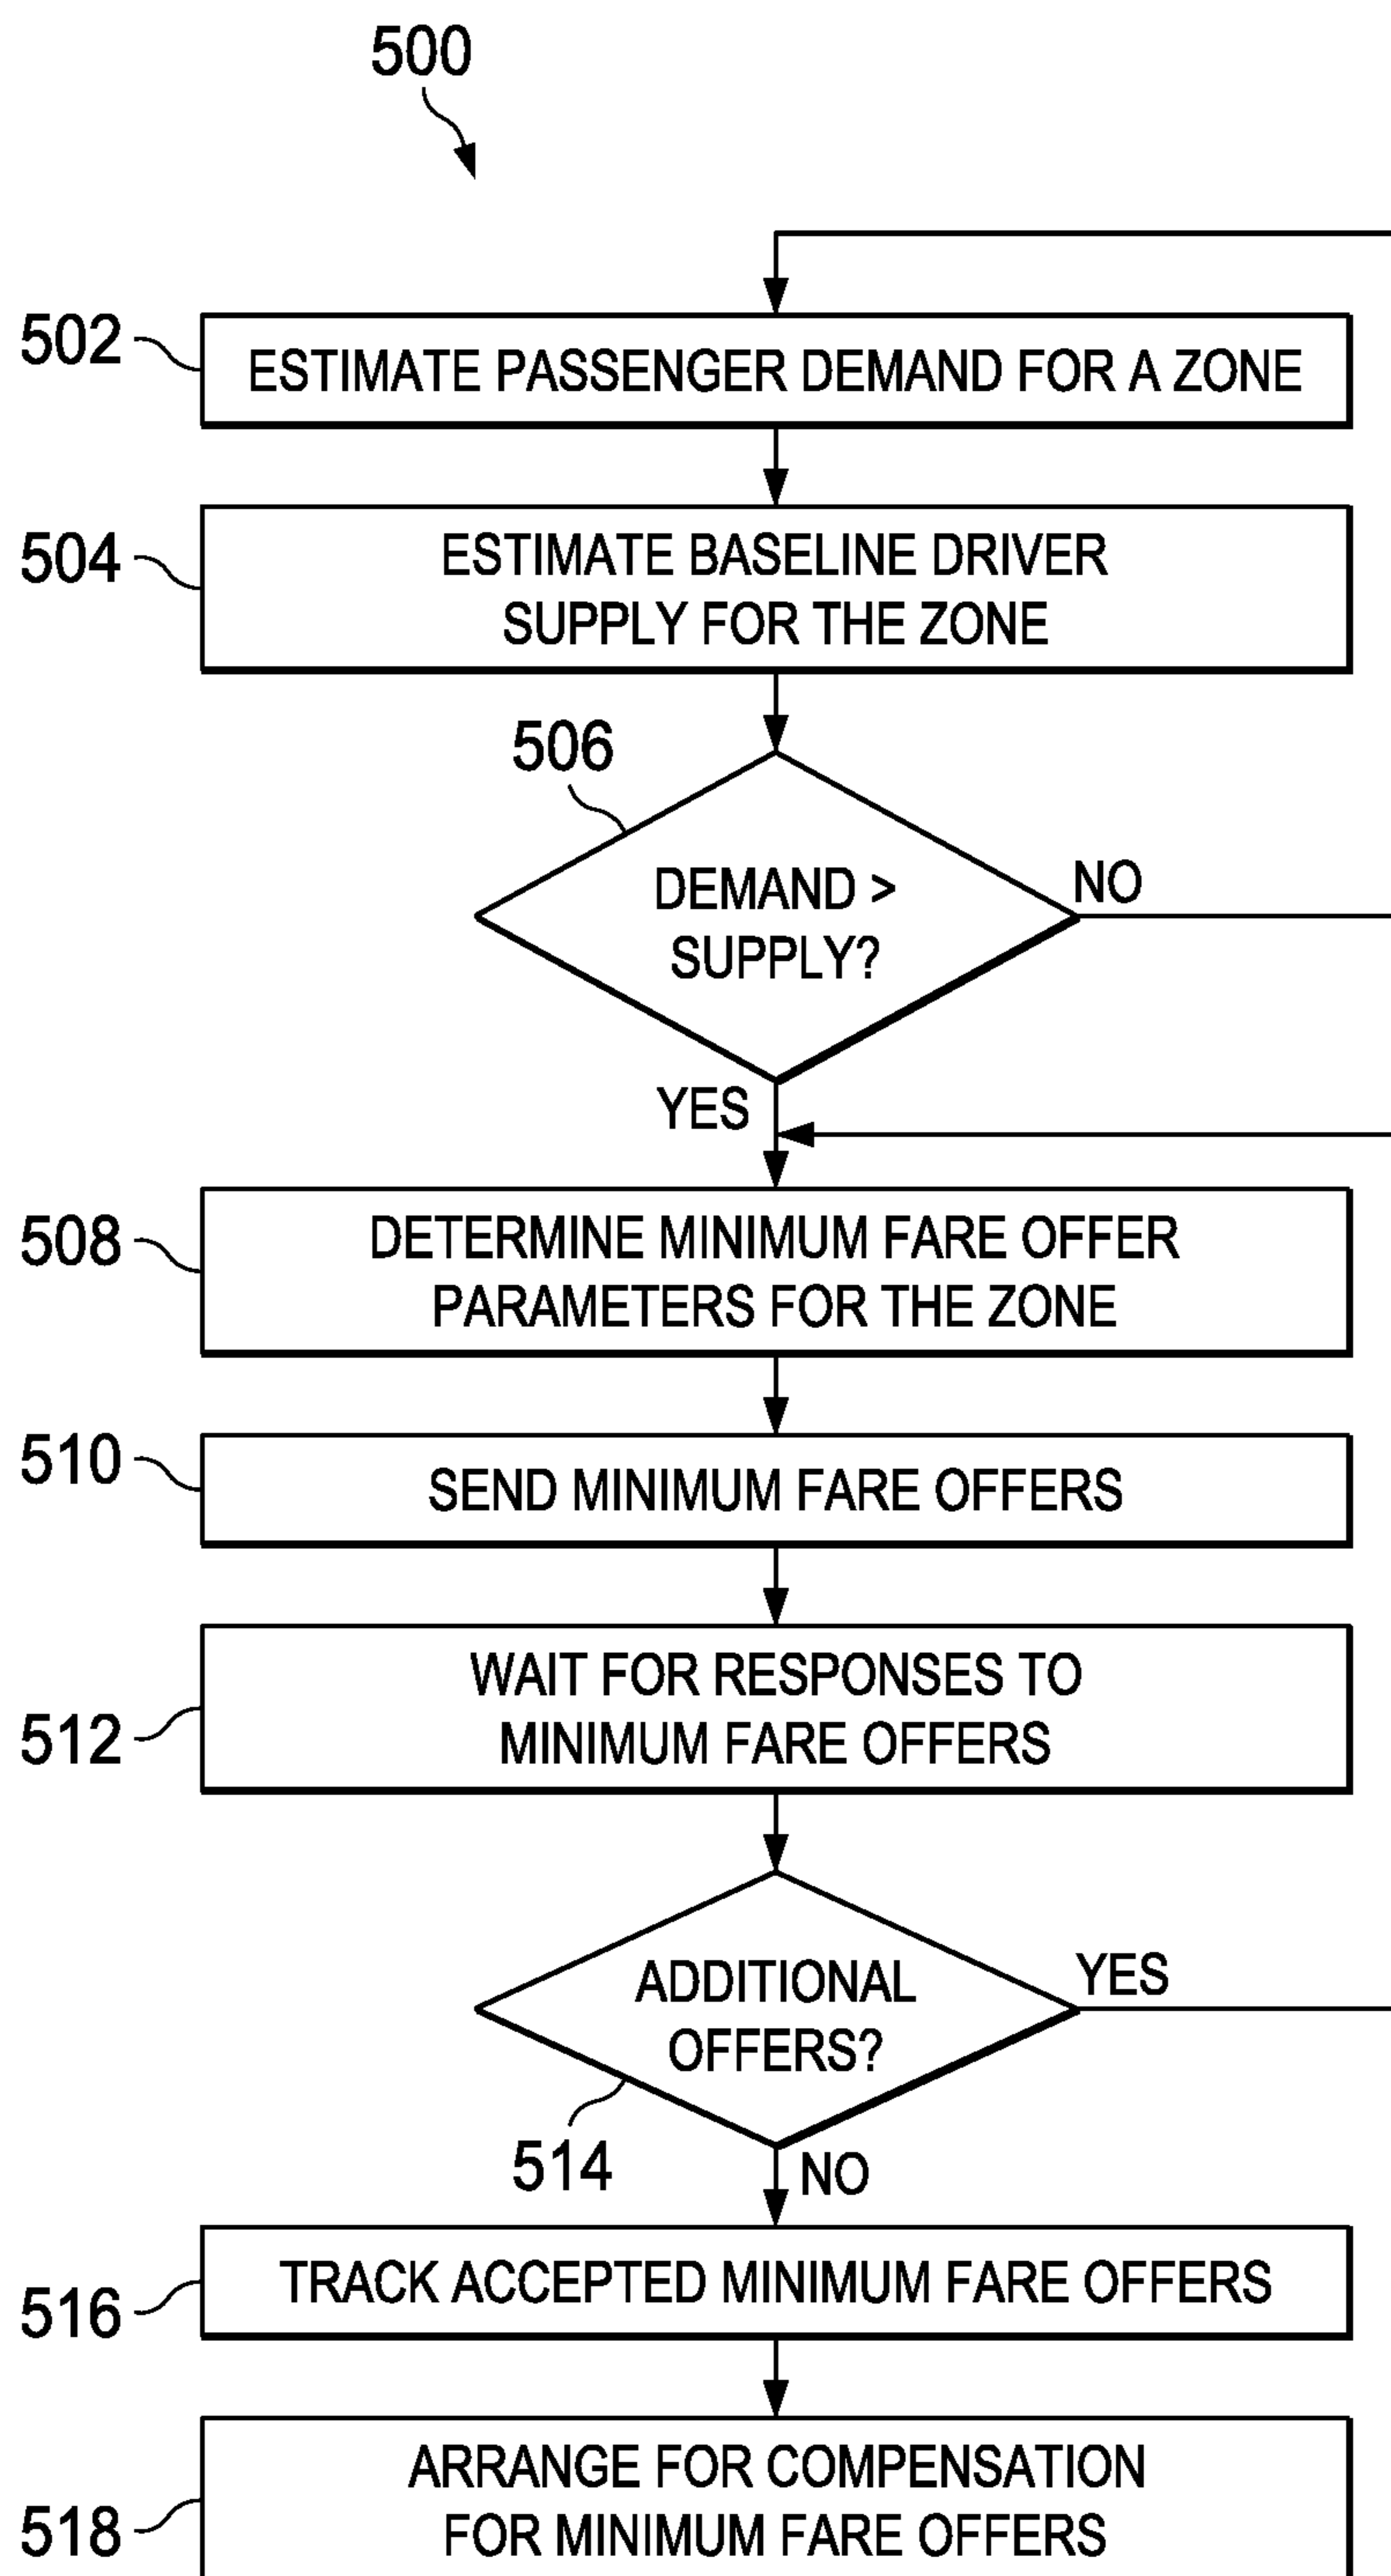 500
502
ESTIMATE PASSENGER DEMAND FOR A ZONE
504
ESTIMATE BASELINE DRIVER
SUPPLY FOR THE ZONE
506
DEMAND >
SUPPLY?
NO
YES
508
DETERMINE MINIMUM FARE OFFER
PARAMETERS FOR THE ZONE
510
SEND MINIMUM FARE OFFERS
512
WAIT FOR RESPONSES TO
MINIMUM FARE OFFERS
ADDITIONAL
OFFERS?
YES
514
NO
516
TRACK ACCEPTED MINIMUM FARE OFFERS
518
ARRANGE FOR COMPENSATION
FOR MINIMUM FARE OFFERS